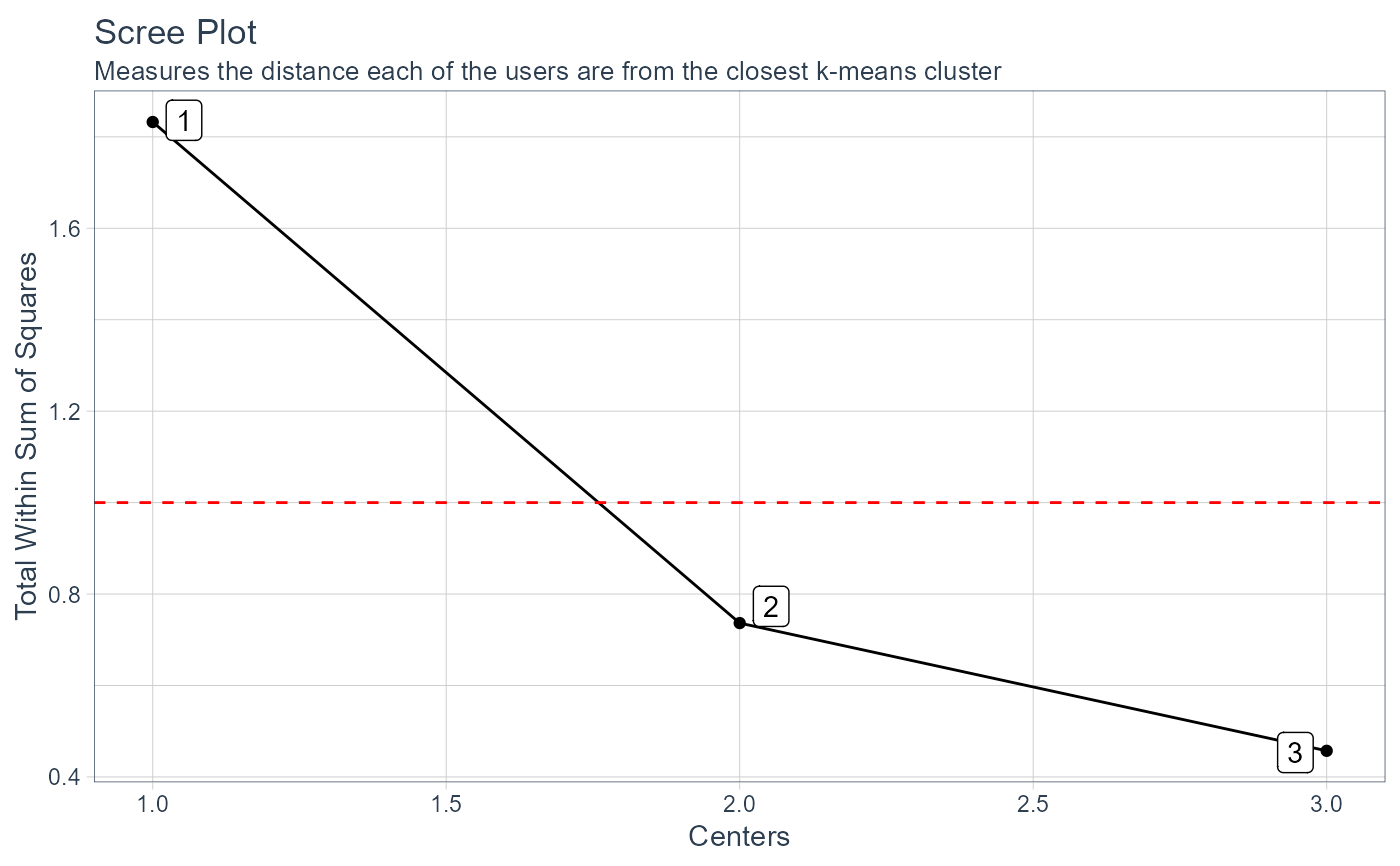 Scree Plot
Measures the distance each of the users are from the closest k-means cluster
Total Within Sum of Squares
1.6
1.2
0.8
0.4
1
2
3
1.0 1.5 2.0 2.5 3.0
Centers